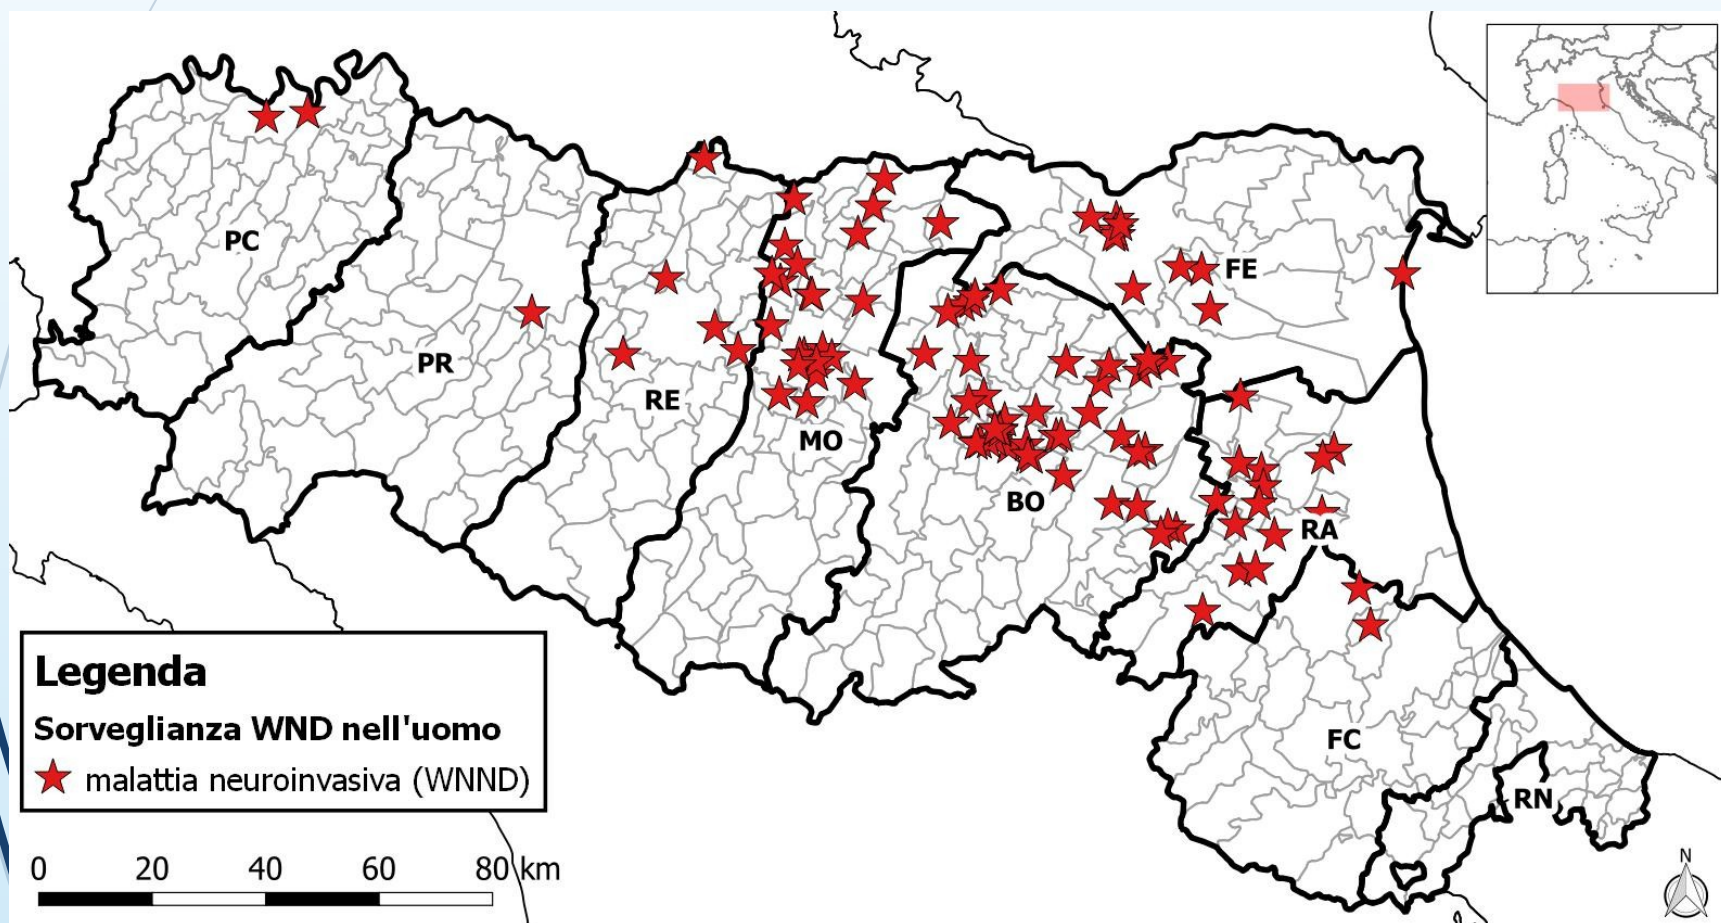 PC
PR
RE
MO
BO
FE
RA
FC
RN
Legenda
Sorveglianza WND nell'uomo
malattia neuroinvasiva (WNND)
0 20 40 60 80 km
N